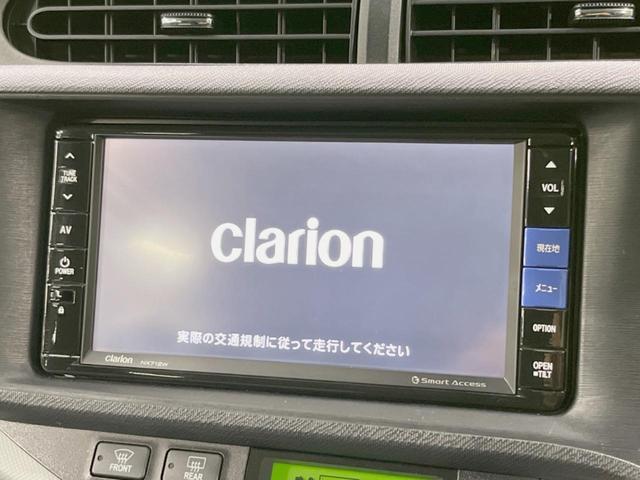 TUNE
TRACK
AV
POWER
clarion
実際の交通規制に従って走行してください
clarion NX712W
Smart Access
VOL
現在地
メニュー
OPTION
OPEN
TILT
FRONT
REAR